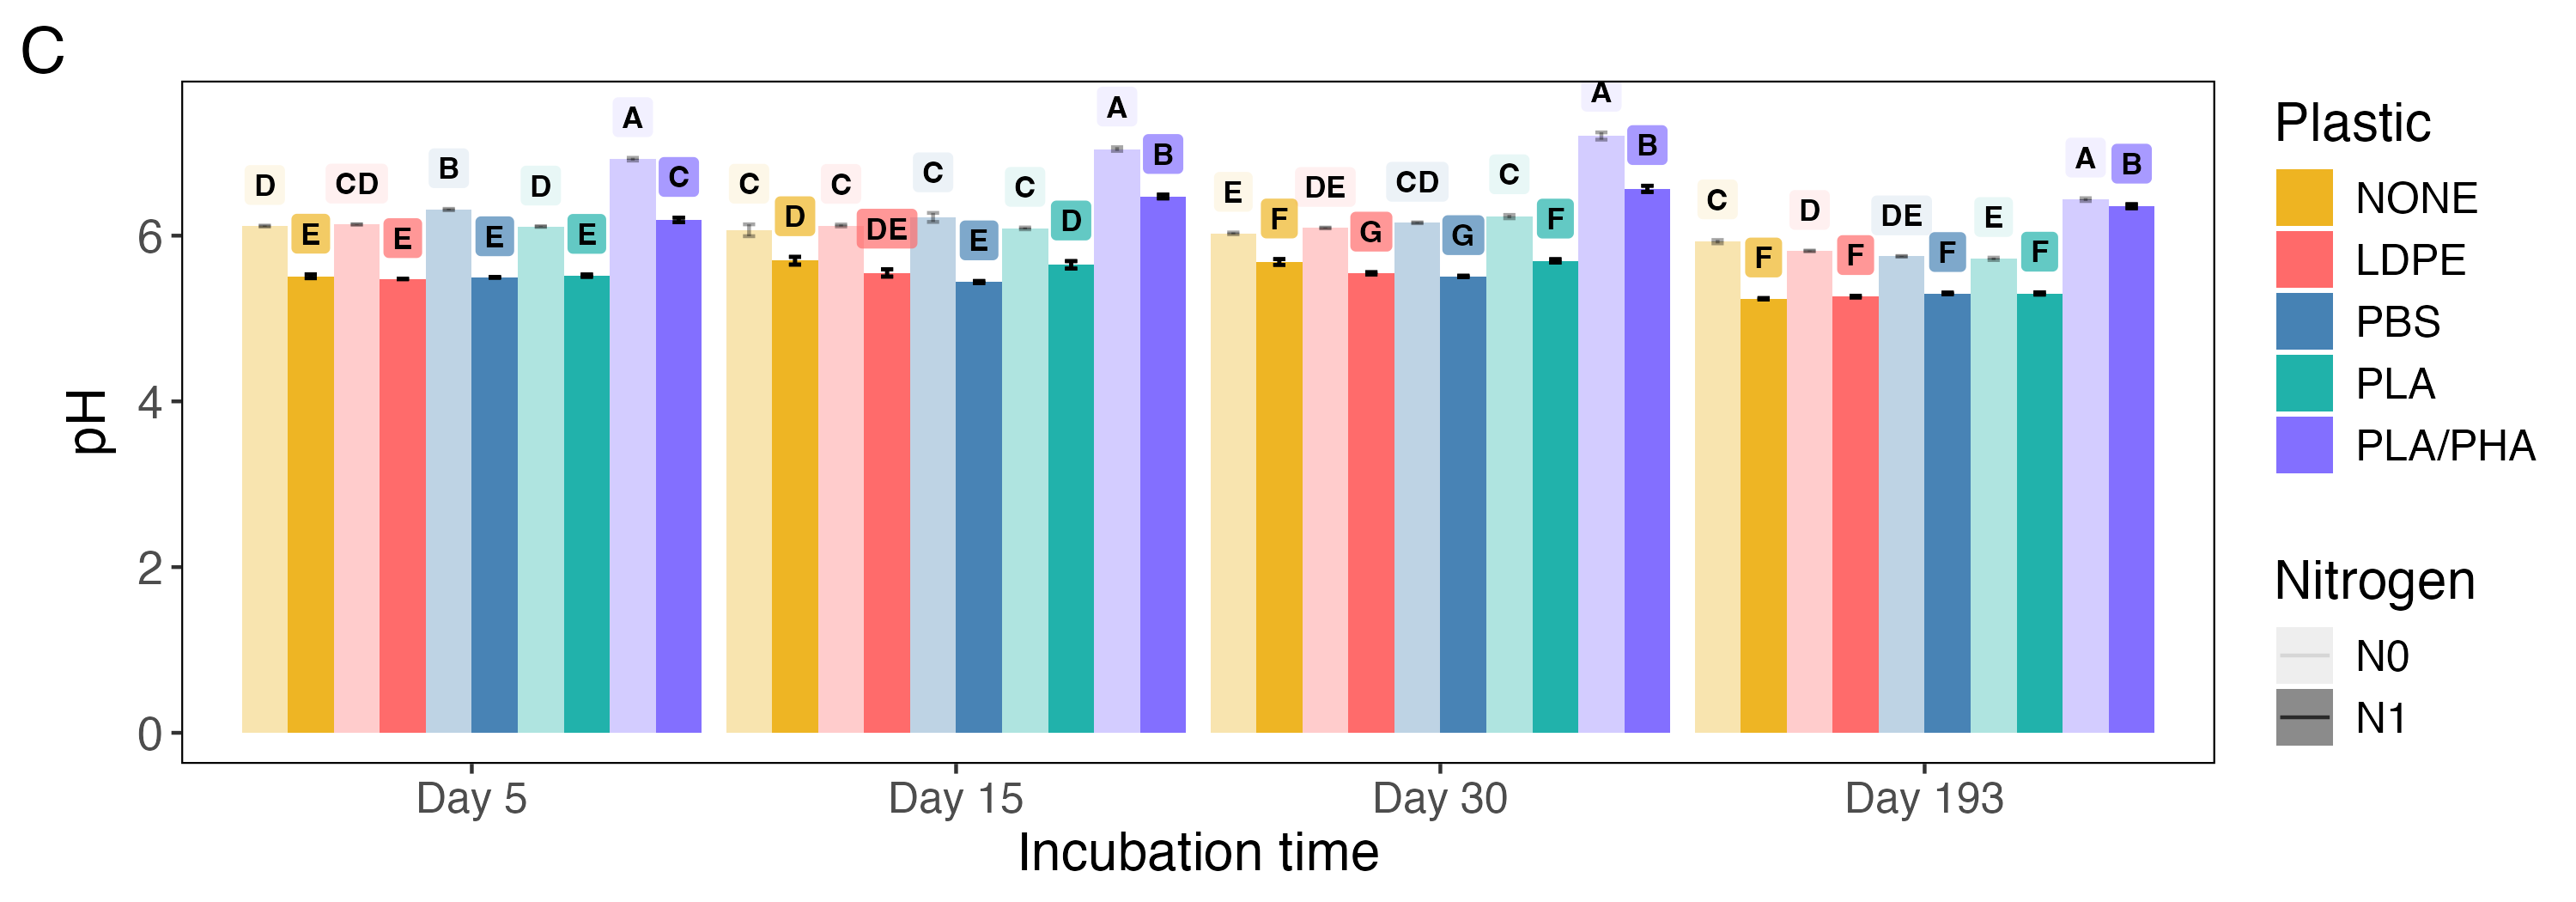 C
A
A
A
D
CD
B
D
C
C
C
C
C
B
E
DE
CD
C
B
C
D
DE
E
A
B
E
E
E
E
D
DE
E
D
F
G
G
F
F
F
F
F
pH
6
4
2
0
Day 5
Day 15
Day 30
Day 193
Incubation time
Plastic
NONE
LDPE
PBS
PLA
PLA/PHA
Nitrogen
N0
N1